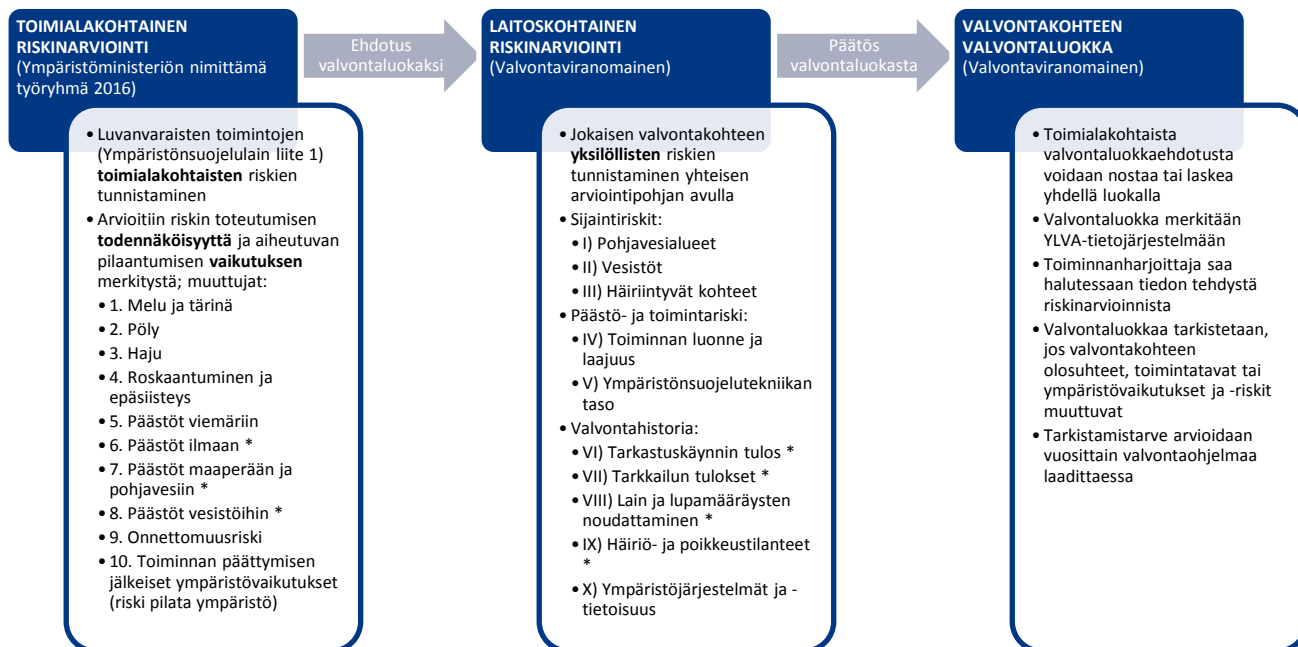 TOIMIALAKOHTAINEN
RISKINARVIOINTI
(Ympäristöministeriön nimittämä
työryhmä 2016)
• Luvanvaraisten toimintojen
(Ympäristönsuojelulain liite 1)
toimialakohtaisten riskien
tunnistaminen
• Arvioitiin riskin toteutumisen
todennäköisyyttä ja aiheutuvan
pilaantumisen vaikutuksen
merkitystä; muuttujat:
• 1. Melu ja tärinä
• 2. Pöly
• 3. Haju
• 4. Roskaantuminen ja
epäsiisteys
• 5. Päästöt viemäriin
• 6. Päästöt ilmaan *
• 7. Päästöt maaperään ja
pohjavesiin *
• 8. Päästöt vesistöihin *
• 9. Onnettomuusriski
• 10. Toiminnan päättymisen
jälkeiset ympäristövaikutukset
(riski pilata ympäristö)
Ehdotus
valvontaluokaksi
LAITOSKOHTAINEN
RISKINARVIOINTI
(Valvontaviranomainen)
• Jokaisen valvontakohteen
yksilöllisten riskien
tunnistaminen yhteisen
arviointipohjan avulla
• Sijaintiriskit:
• I) Pohjavesialueet
• II) Vesistöt
• III) Häiriintyvät kohteet
• Päästö- ja toimintariski:
• IV) Toiminnan luonne ja
laajuus
• V) Ympäristönsuojelutekniikan
taso
• Valvontahistoria:
• VI) Tarkastuskäynnin tulos *
• VII) Tarkkailun tulokset *
• VIII) Lain ja lupamääräysten
noudattaminen *
• IX) Häiriö- ja poikkeustilanteet
*
• X) Ympäristöjärjestelmät ja -
tietoisuus
Päätös
valvontaluokasta
VALVONTAKOHTEEN
VALVONTALUOKKA
(Valvontaviranomainen)
• Toimialakohtaista
valvontaluokkaehdotusta
voidaan nostaa tai laskea
yhdellä luokalla
• Valvontaluokka merkitään
YLVA-tietojärjestelmään
• Toiminnanharjoittaja saa
halutessaan tiedon tehdystä
riskinarvioinnista
• Valvontaluokkaa tarkistetaan,
jos valvontakohteen
olosuhteet, toimintatavat tai
ympäristövaikutukset ja -riskit
muuttuvat
• Tarkistamistarve arvioidaan
vuosittain valvontaohjelmaa
laadittaessa